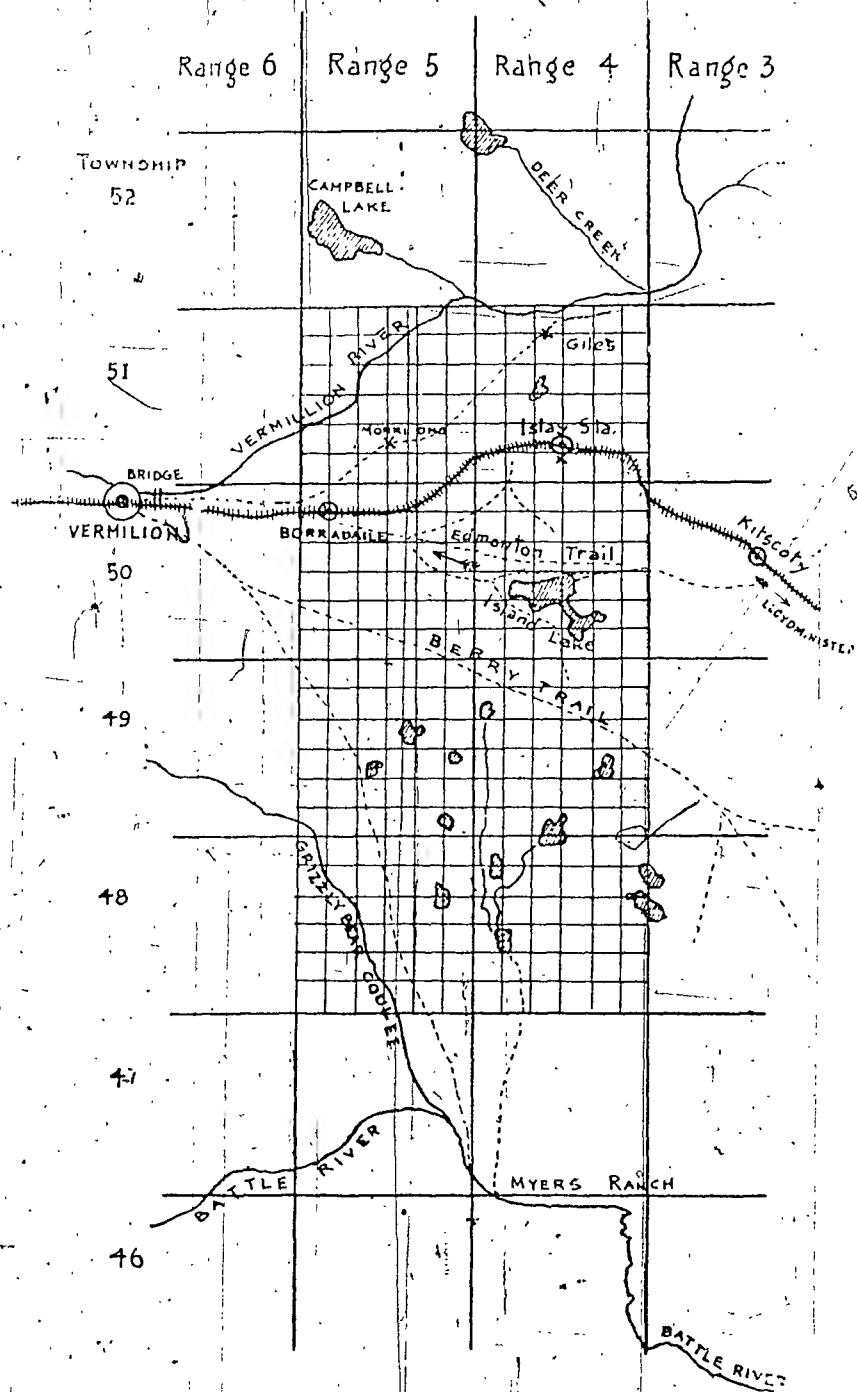 Range 6 Range 5 Range 4 Range 3
TOWNSHIP
52
CAMPBELL
LAKE
DEER CREEK
51
VERMILLION RIVER
Giles
Islay Sta.
BRIDGE
VERMILION
BORRADAILE
Edmonton Trail
Kitscoty
50
Island Lake
LLOYDMINISTER
BERRY TRAIL
49
48
GRIZZLY BEAR COULEE
47
BATTLE RIVER
MYERS RANCH
46
BATTLE RIVER